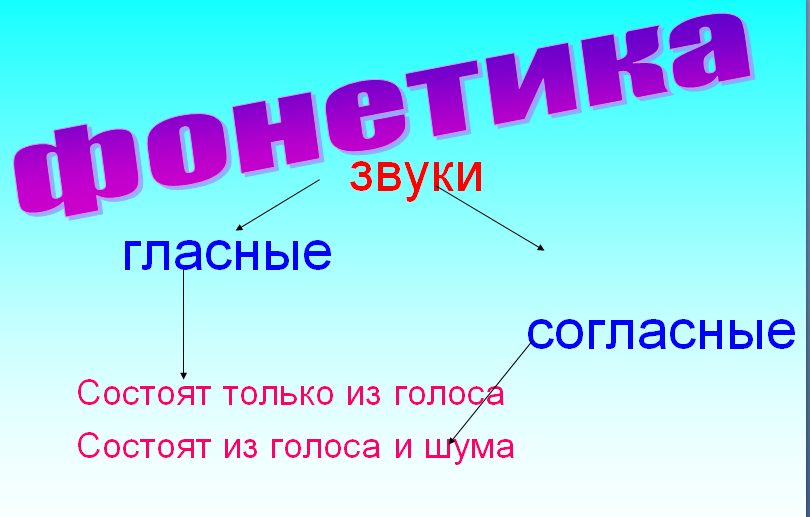 фонетика
звуки
гласные
согласные
Состоят только из голоса
Состоят из голоса и шума